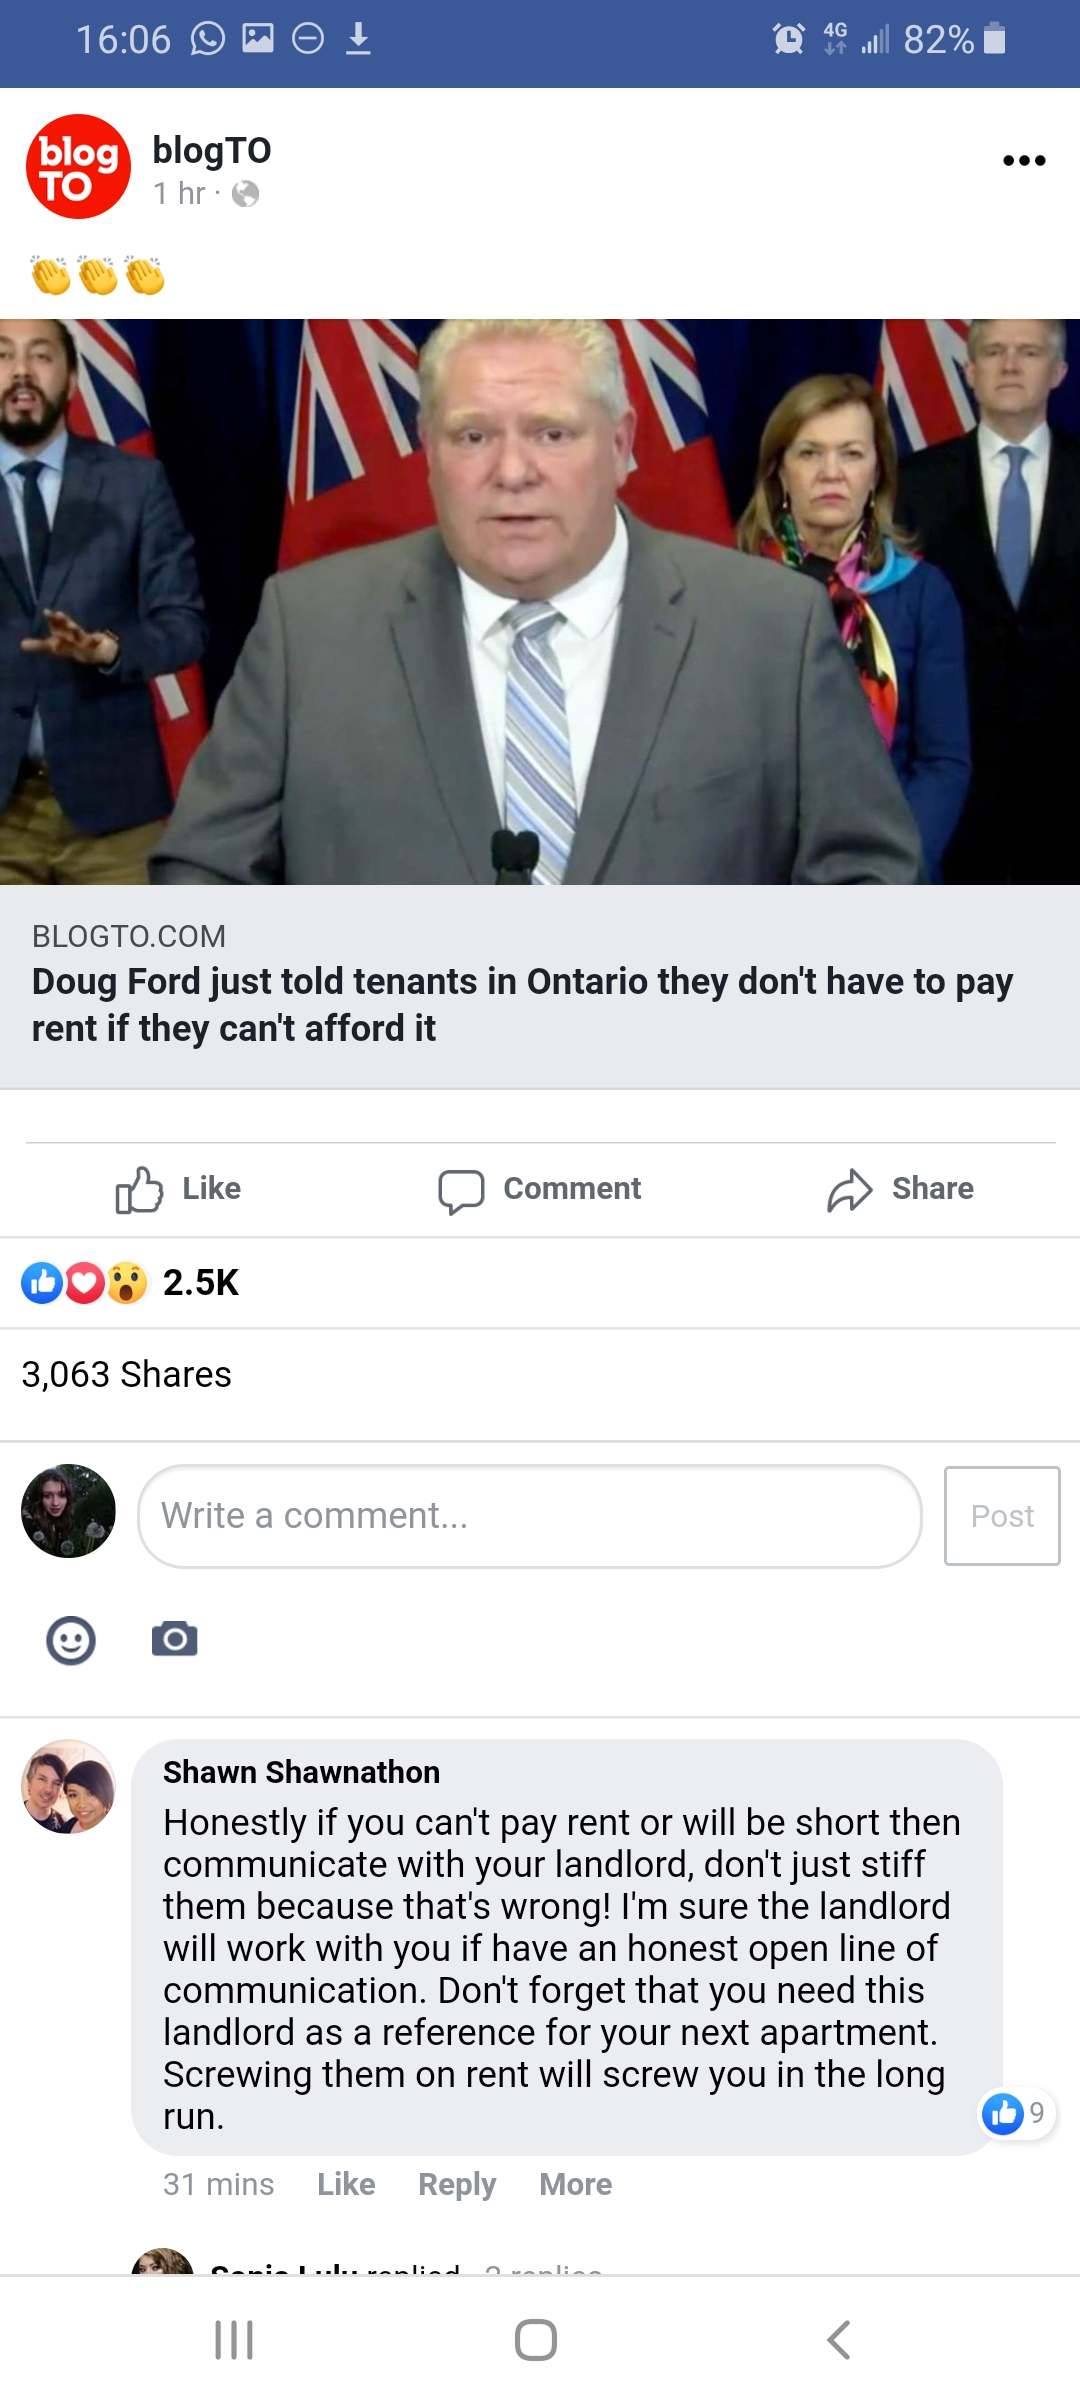 16:06 4G 82%
blog
TO
blogTO
1 hr ·
BLOGTO.COM
Doug Ford just told tenants in Ontario they don't have to pay
rent if they can't afford it
Like Comment Share
2.5K
3,063 Shares
Write a comment... Post
Shawn Shawnathon
Honestly if you can't pay rent or will be short then
communicate with your landlord, don't just stiff
them because that's wrong! I'm sure the landlord
will work with you if have an honest open line of
communication. Don't forget that you need this
landlord as a reference for your next apartment.
Screwing them on rent will screw you in the long
run.
9
31 mins Like Reply More
replied